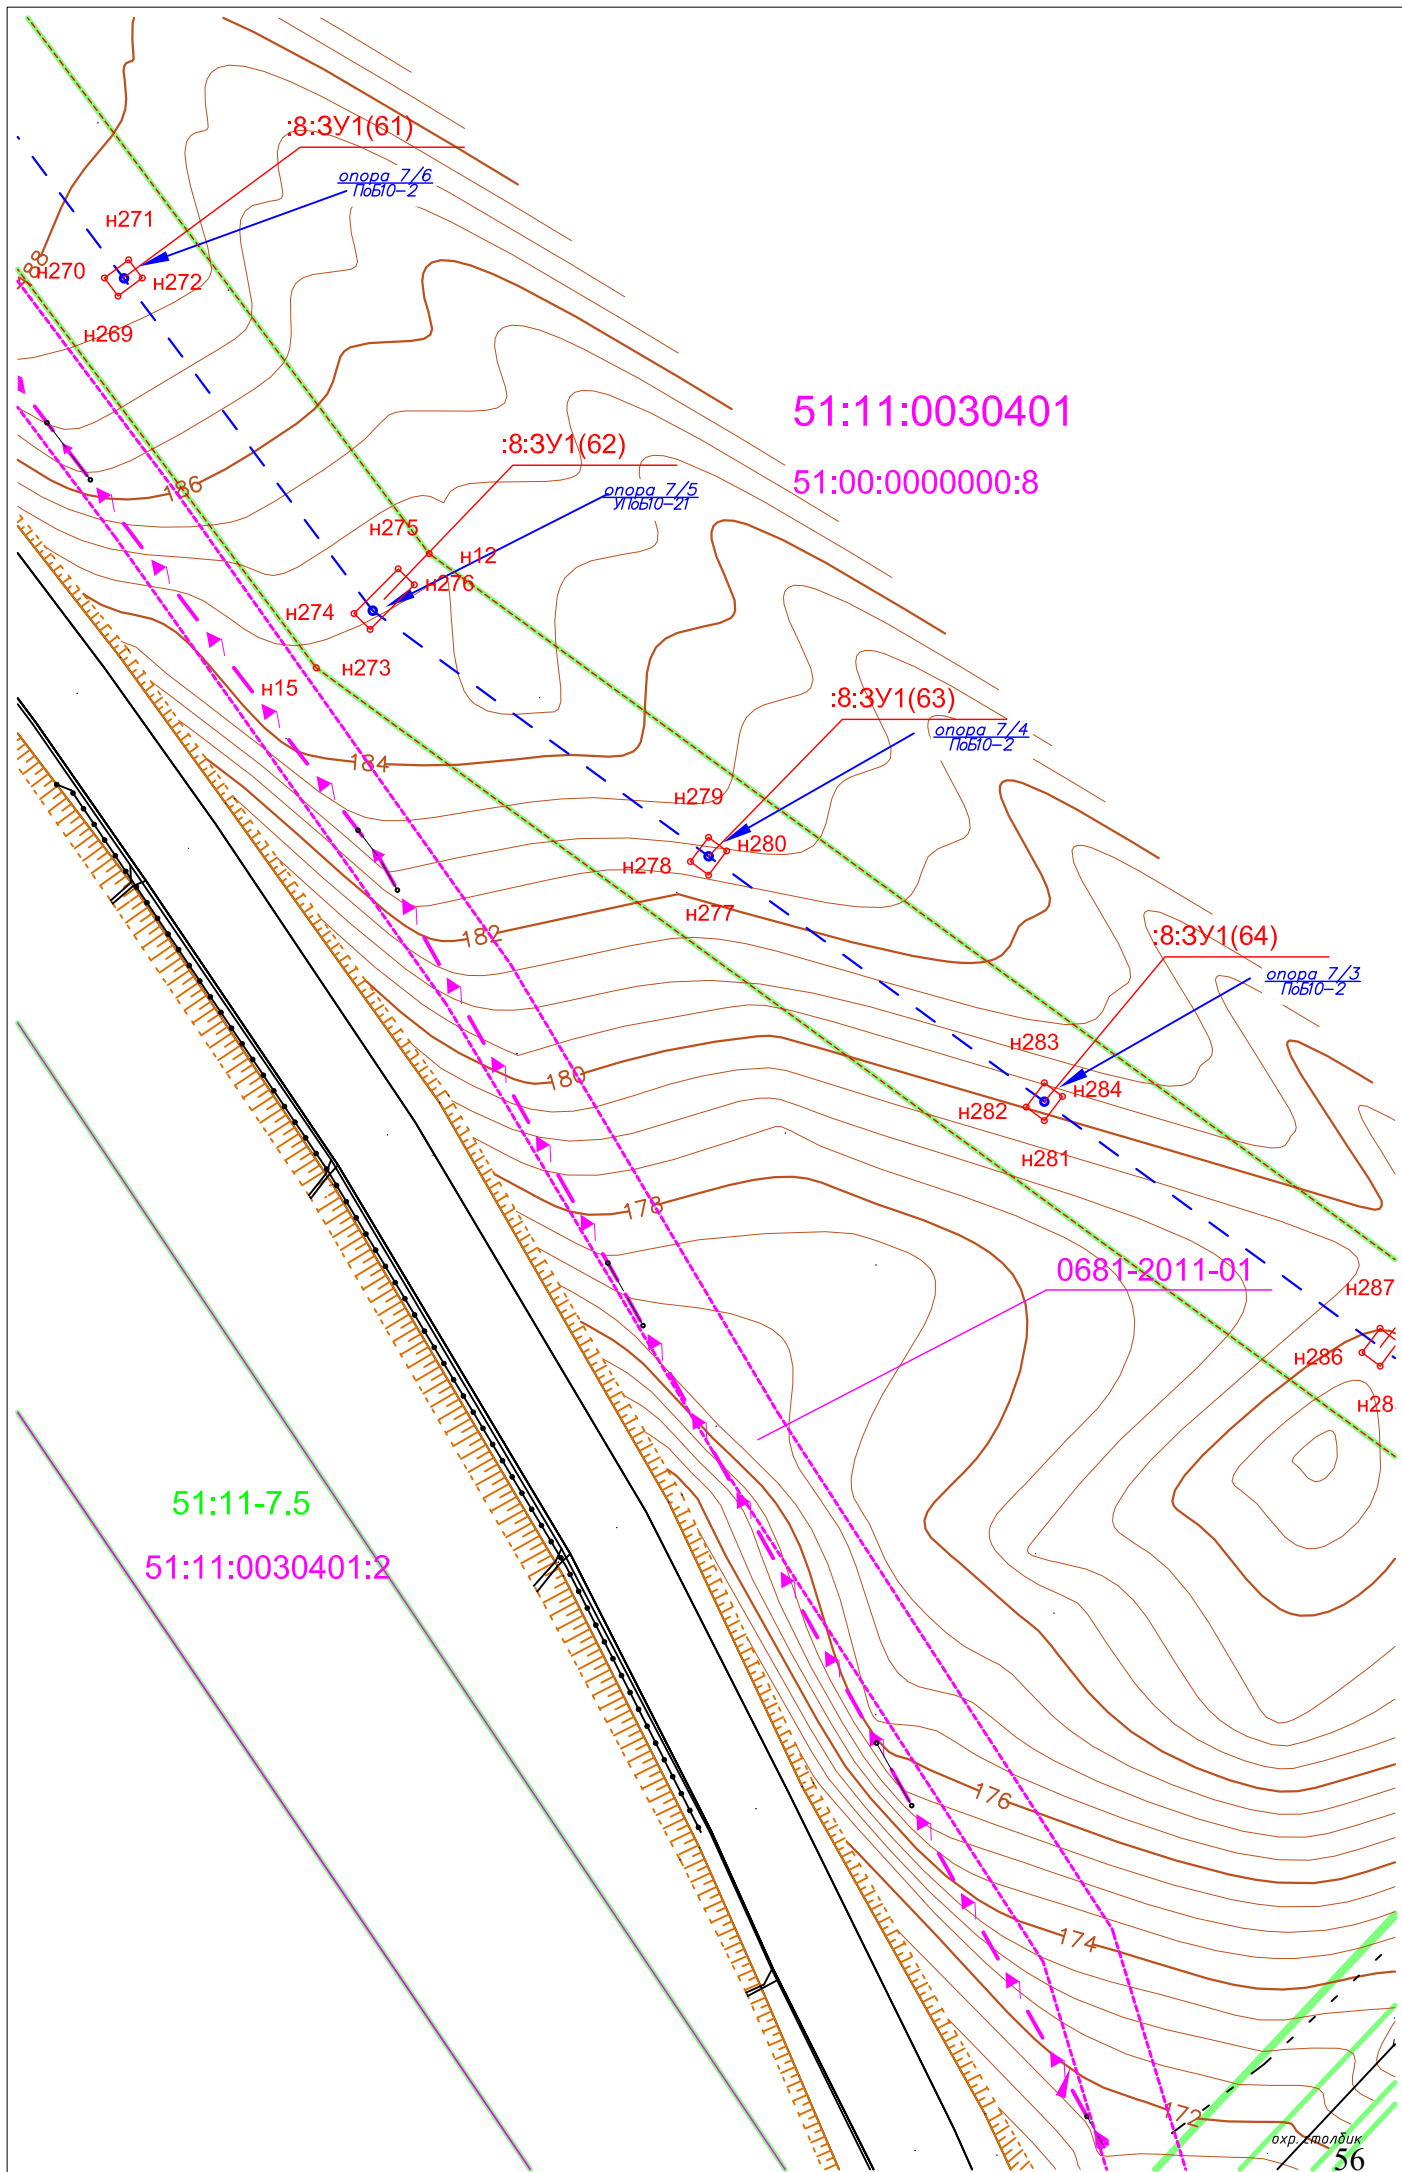 :8:ЗУ1(61)
опора 7/6
ПоБ10-2
н271
188
н270
н272
н269
51:11:0030401
:8:ЗУ1(62)
51:00:0000000:8
186
опора 7/5
УПоБ10-21
н275
н12
н276
н274
н273
н15
:8:ЗУ1(63)
опора 7/4
ПоБ10-2
184
н279
н280
н278
н277
182
:8:ЗУ1(64)
опора 7/3
ПоБ10-2
н283
180
н284
н282
н281
178
0681-2011-01
н287
н286
н28
51:11-7.5
51:11:0030401:2
176
174
172
охр. столбик
56